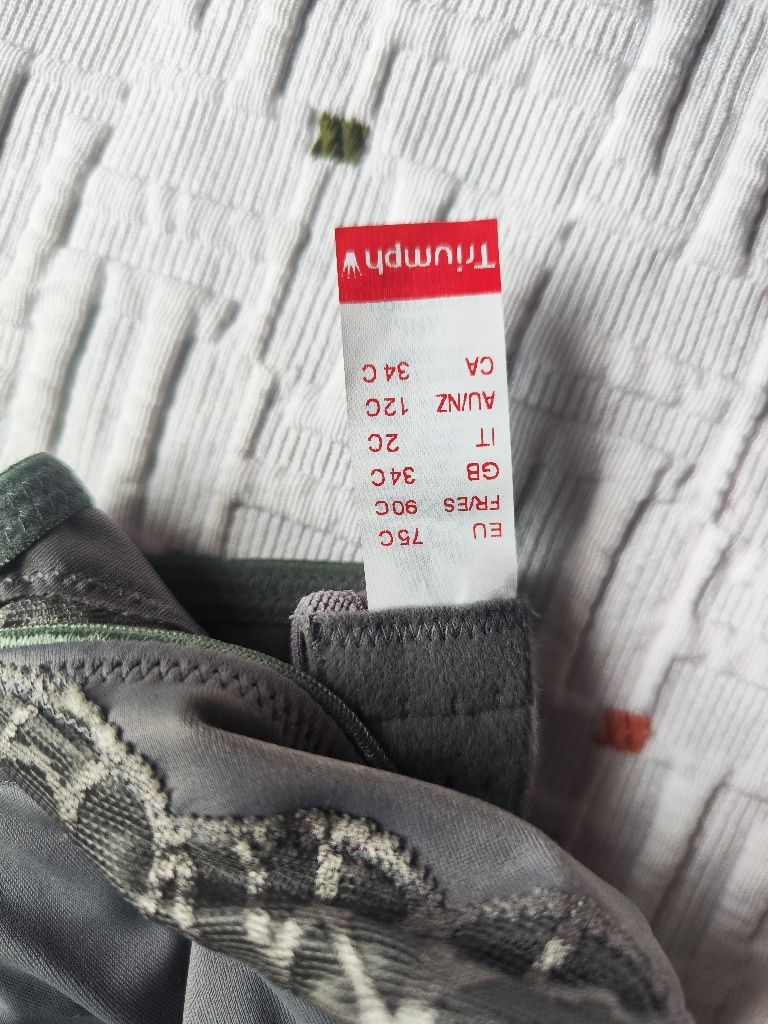 Triumph
EU 75C
FR/ES 90C
GB 34C
IT 2C
AU/NZ 12C
CA 34C